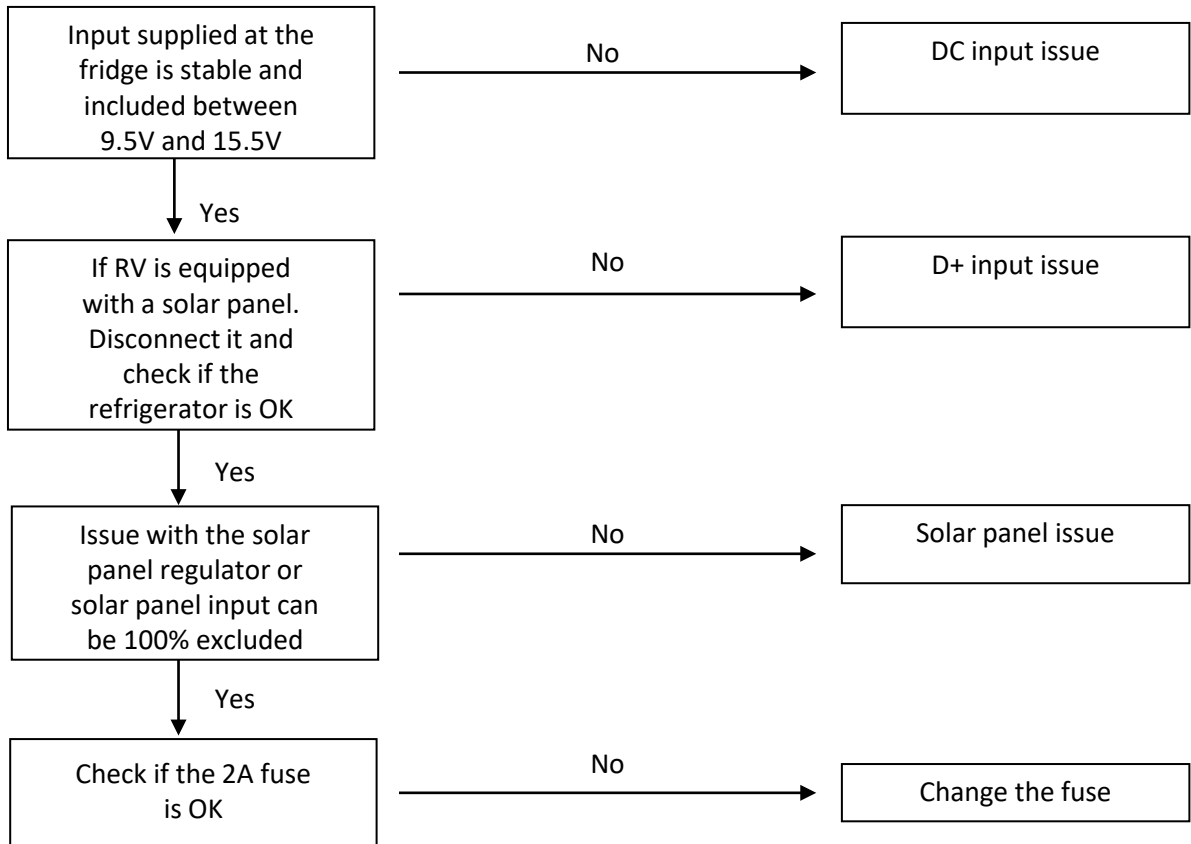 Input supplied at the
fridge is stable and
included between
9.5V and 15.5V
No
DC input issue
Yes
If RV is equipped
with a solar panel.
Disconnect it and
check if the
refrigerator is OK
No
D+ input issue
Yes
Issue with the solar
panel regulator or
solar panel input can
be 100% excluded
No
Solar panel issue
Yes
Check if the 2A fuse
is OK
No
Change the fuse